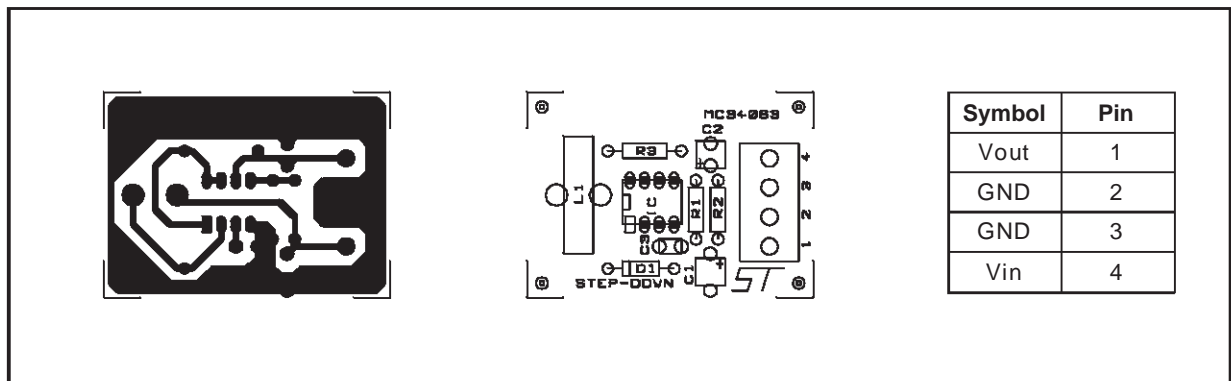 MC34063
C2
R3
4
3
2
1
L1
IC
R1
R2
C3
D1
C1
+
+
STEP-DOWN
ST
Symbol Pin
Vout 1
GND 2
GND 3
Vin 4